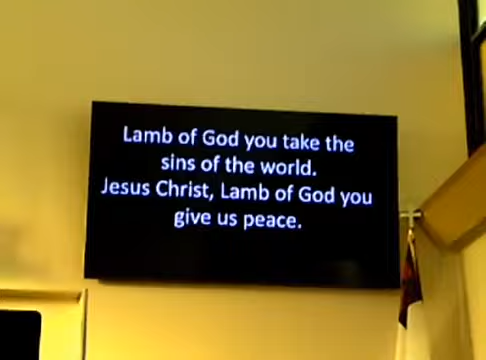 Lamb of God you take the
sins of the world.
Jesus Christ, Lamb of God you
give us peace.